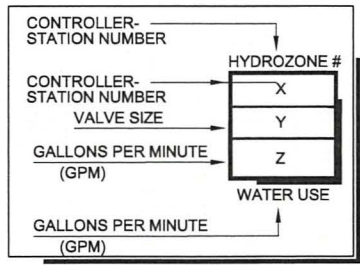 CONTROLLER-
STATION NUMBER
HYDROZONE #
CONTROLLER-
STATION NUMBER
X
VALVE SIZE
Y
GALLONS PER MINUTE
(GPM)
Z
WATER USE
GALLONS PER MINUTE
(GPM)